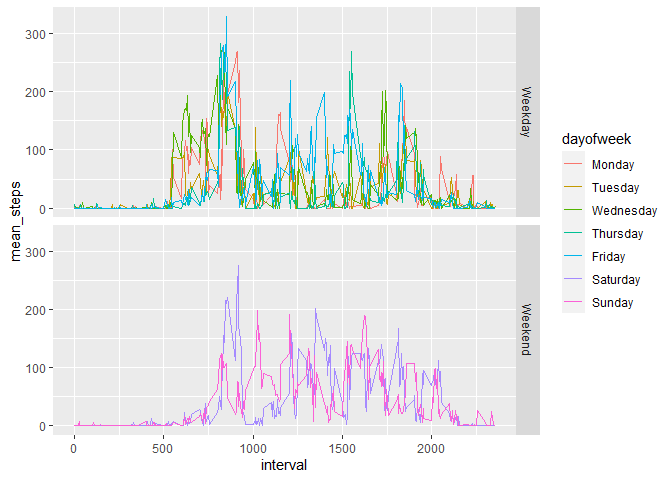 300
200
100
0
Weekday
300
200
100
0
Weekend
mean_steps
0
500
1000
1500
2000
interval
dayofweek
Monday
Tuesday
Wednesday
Thursday
Friday
Saturday
Sunday